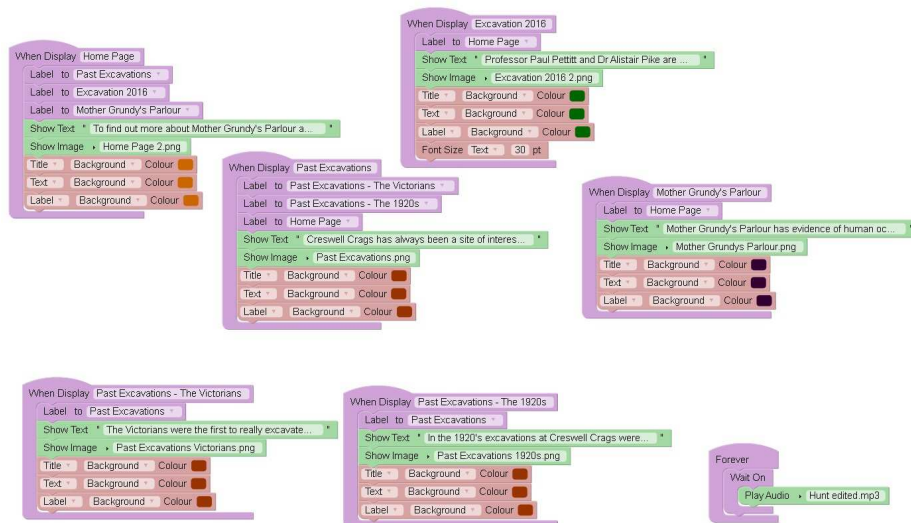 When Display Home Page
Label to Past Excavations
Label to Excavation 2016
Label to Mother Grundy's Parlour
Show Text " To find out more about Mother Grundy's Parlour a... "
Show Image Home Page 2.png
Title Background Colour
Text Background Colour
Label Background Colour
When Display Excavation 2016
Label to Home Page
Show Text " Professor Paul Pettitt and Dr Alistair Pike are ... "
Show Image Excavation 2016 2.png
Title Background Colour
Text Background Colour
Label Background Colour
Font Size Text 30 pt
When Display Past Excavations
Label to Past Excavations - The Victorians
Label to Past Excavations - The 1920s
Label to Home Page
Show Text " Creswell Crags has always been a site of interes... "
Show Image Past Excavations.png
Title Background Colour
Text Background Colour
Label Background Colour
When Display Mother Grundy's Parlour
Label to Home Page
Show Text " Mother Grundy's Parlour has evidence of human oc... "
Show Image Mother Grundys Parlour.png
Title Background Colour
Text Background Colour
Label Background Colour
When Display Past Excavations - The Victorians
Label to Past Excavations
Show Text " The Victorians were the first to really excavate... "
Show Image Past Excavations Victorians.png
Title Background Colour
Text Background Colour
Label Background Colour
When Display Past Excavations - The 1920s
Label to Past Excavations
Show Text " In the 1920's excavations at Creswell Crags were... "
Show Image Past Excavations 1920s.png
Title Background Colour
Text Background Colour
Label Background Colour
Forever
Wait On
Play Audio Hunt edited.mp3